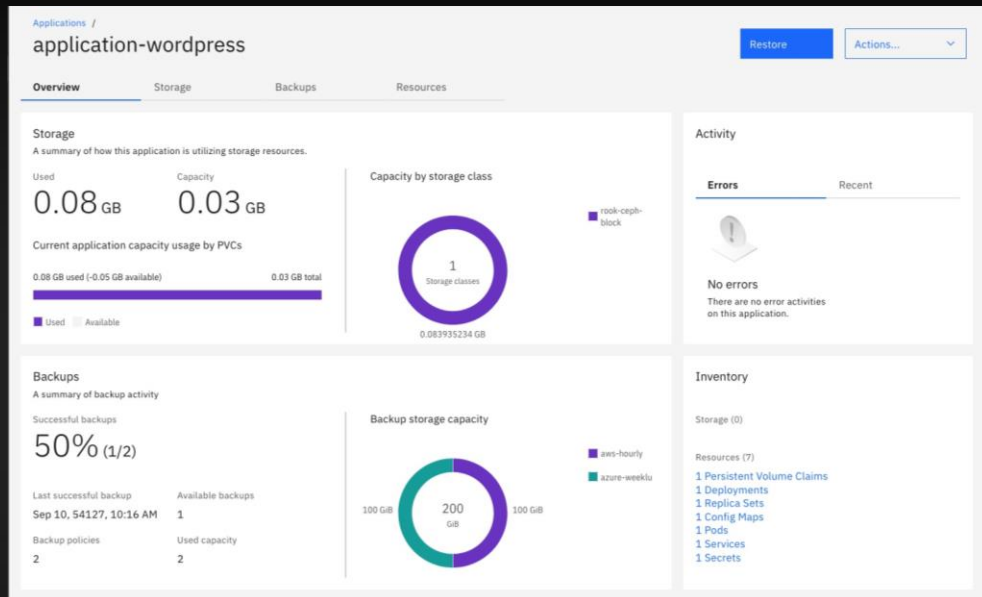 Applications /
application-wordpress
Restore
Actions...
Overview
Storage
Backups
Resources
Storage
A summary of how this application is utilizing storage resources.
Used
Capacity
0.08 GB
0.03 GB
Current application capacity usage by PVCs
0.08 GB used (-0.05 GB available)
0.03 GB total
Used
Available
Capacity by storage class
1
Storage classes
0.083935234 GB
rook-ceph-
block
Activity
Errors
Recent
No errors
There are no error activities
on this application.
Backups
A summary of backup activity
Successful backups
50% (1/2)
Last successful backup
Available backups
Sep 10, 54127, 10:16 AM
1
Backup policies
Used capacity
2
2
Backup storage capacity
100 GiB
200
GiB
100 GiB
aws-hourly
azure-weeklu
Inventory
Storage (0)
Resources (7)
1 Persistent Volume Claims
1 Deployments
1 Replica Sets
1 Config Maps
1 Pods
1 Services
1 Secrets